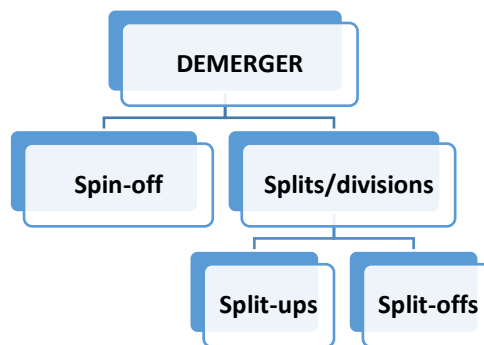 DEMERGER
Spin-off
Splits/divisions
Split-ups
Split-offs